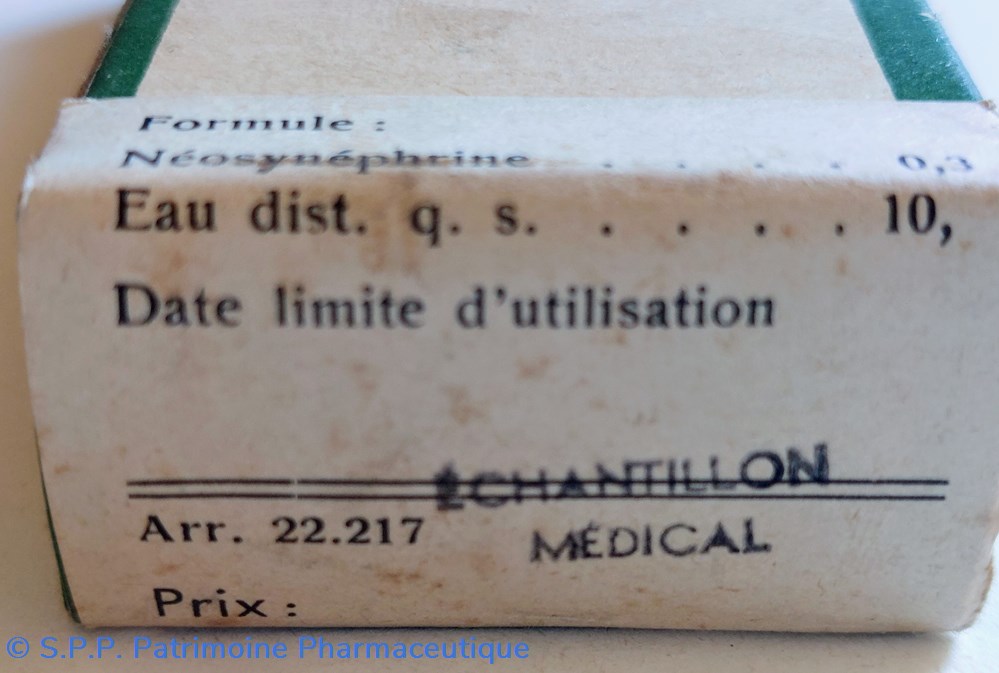 Formule :
Néosynéphrine . . . . 0,3
Eau dist. q. s. . . . . 10,
Date limite d'utilisation
ÉCHANTILLON
Arr. 22.217
MÉDICAL
Prix :
© S.P.P. Patrimoine Pharmaceutique